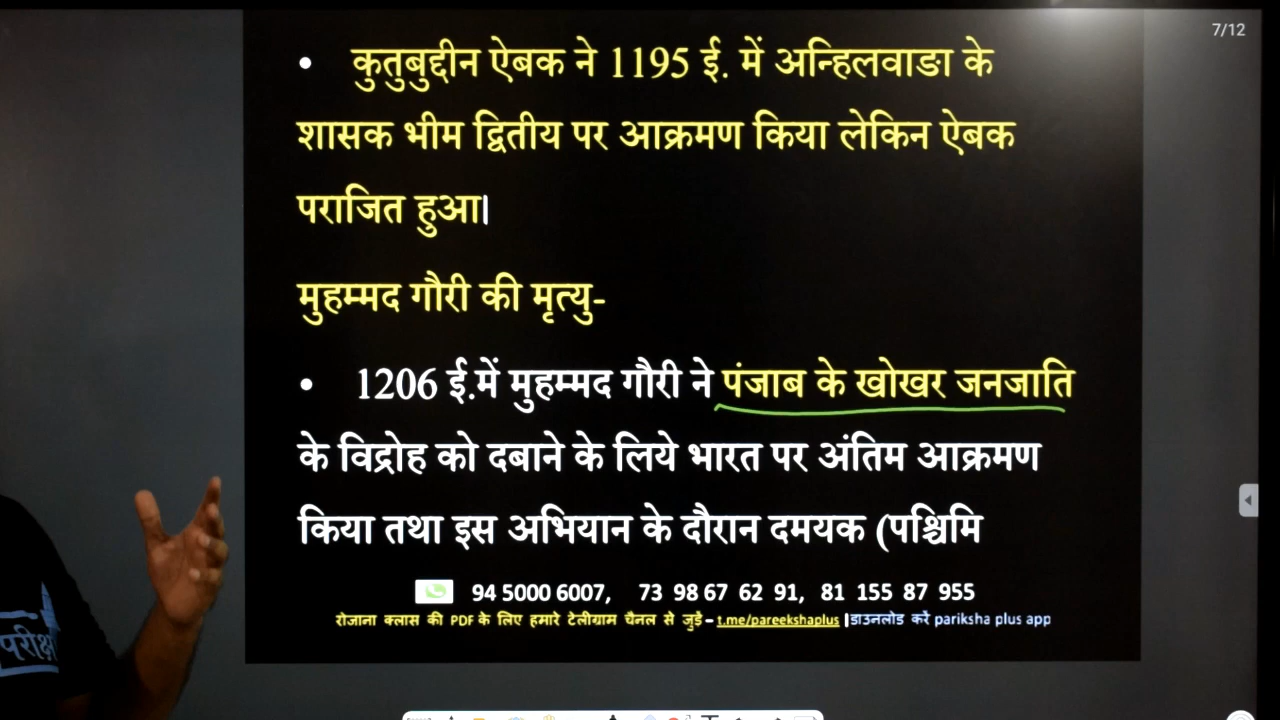 7/12
• कुतुबुद्दीन ऐबक ने 1195 ई. में अन्हिलवाङा के
शासक भीम द्वितीय पर आक्रमण किया लेकिन ऐबक
पराजित हुआ।
मुहम्मद गौरी की मृत्यु-
• 1206 ई.में मुहम्मद गौरी ने पंजाब के खोखर जनजाति
के विद्रोह को दबाने के लिये भारत पर अंतिम आक्रमण
किया तथा इस अभियान के दौरान दमयक (पश्चिमि
94 5000 6007, 73 98 67 62 91, 81 155 87 955
रोजाना क्लास की PDF के लिए हमारे टेलीग्राम चैनल से जुड़ें – t.me/pareekshaplus |डाउनलोड करें pariksha plus app